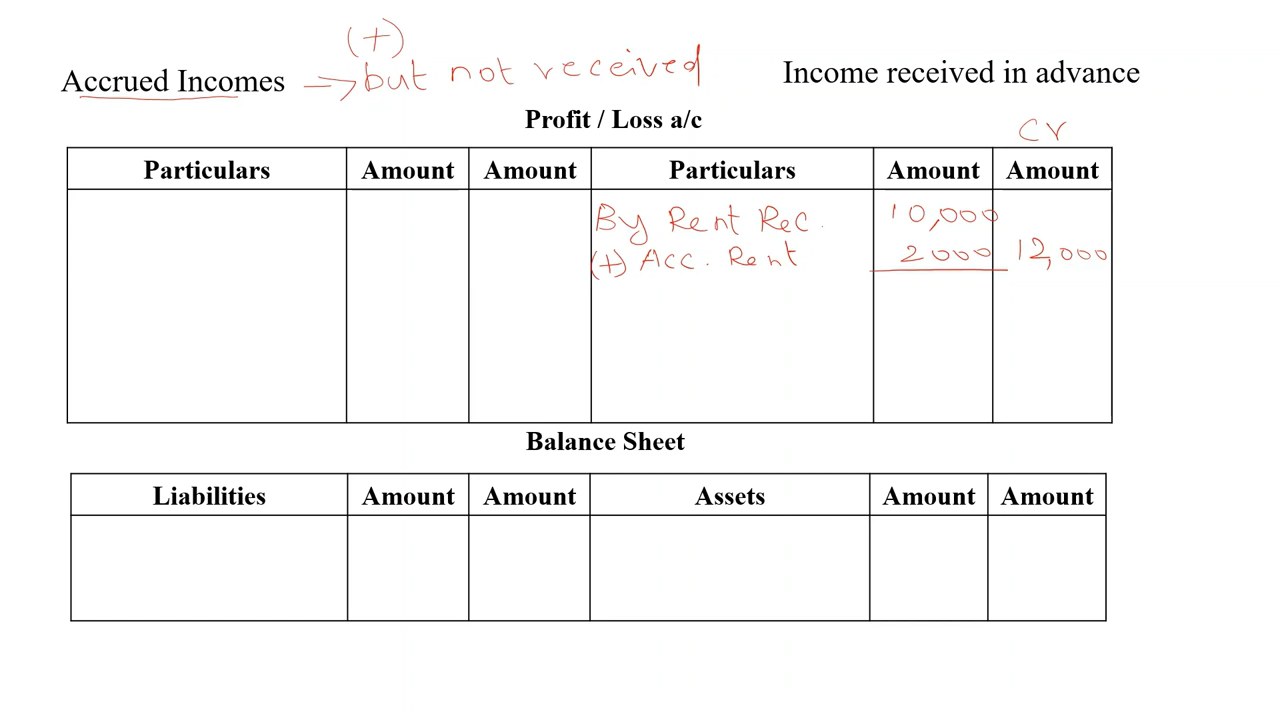 (+)
Accrued Incomes → but not received
Income received in advance
Profit / Loss a/c
Cr
Particulars Amount Amount Particulars Amount Amount
By Rent Rec. 10,000
(+) Acc. Rent 2000 12,000
Balance Sheet
Liabilities Amount Amount Assets Amount Amount